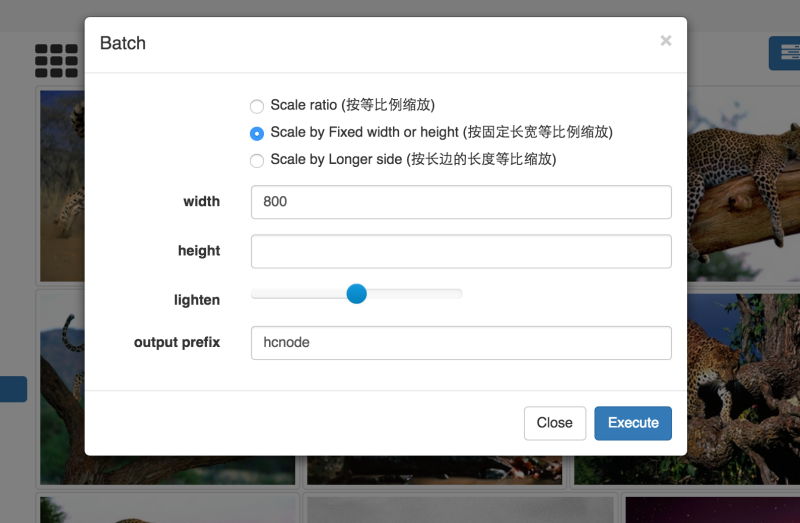 Batch
×
Scale ratio (按等比例缩放)
Scale by Fixed width or height (按固定长宽等比例缩放)
Scale by Longer side (按长边的长度等比缩放)
width
800
height
lighten
output prefix
hcnode
Close
Execute